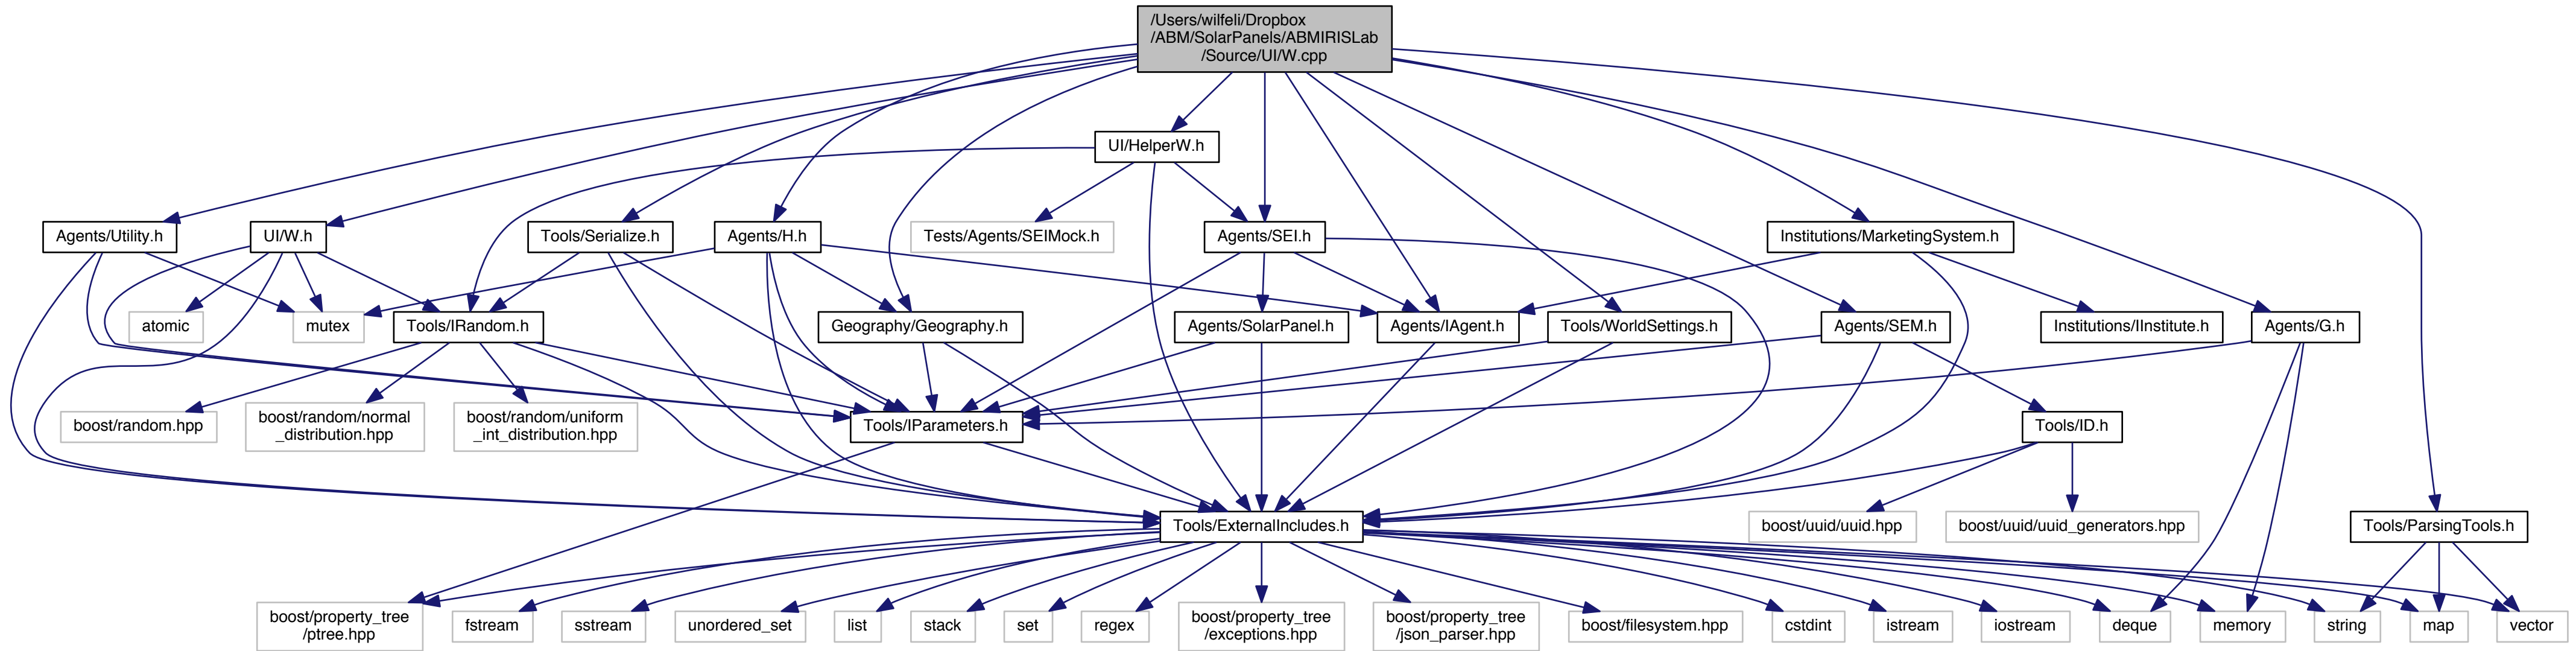 /Users/wilfeli/Dropbox
/ABM/SolarPanels/ABMIRISLab
/Source/UI/W.cpp
UI/HelperW.h
Agents/Utility.h
UI/W.h
Tools/Serialize.h
Agents/H.h
Tests/Agents/SEIMock.h
Agents/SEI.h
Institutions/MarketingSystem.h
atomic
mutex
Tools/IRandom.h
Geography/Geography.h
Agents/SolarPanel.h
Agents/IAgent.h
Tools/WorldSettings.h
Agents/SEM.h
Institutions/IInstitute.h
Agents/G.h
boost/random.hpp
boost/random/normal
_distribution.hpp
boost/random/uniform
_int_distribution.hpp
Tools/IParameters.h
Tools/ID.h
Tools/ExternalIncludes.h
boost/uuid/uuid.hpp
boost/uuid/uuid_generators.hpp
Tools/ParsingTools.h
boost/property_tree
/ptree.hpp
fstream
sstream
unordered_set
list
stack
set
regex
boost/property_tree
/exceptions.hpp
boost/property_tree
/json_parser.hpp
boost/filesystem.hpp
cstdint
istream
iostream
deque
memory
string
map
vector